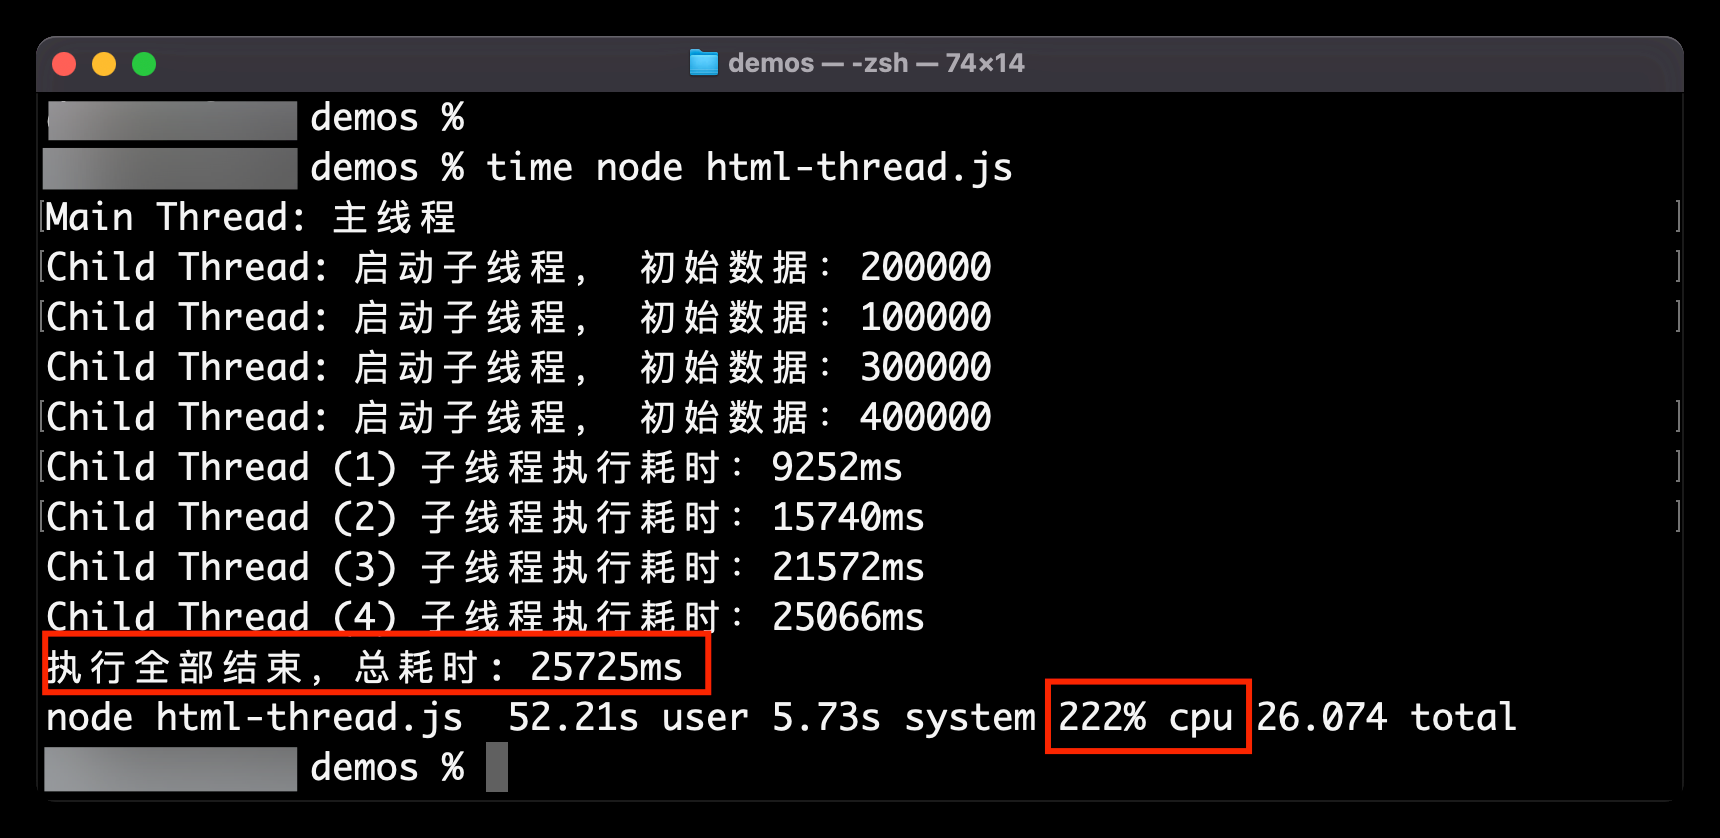 demos — -zsh — 74×14
demos %
demos % time node html-thread.js
Main Thread: 主线程
Child Thread: 启动子线程, 初始数据: 200000
Child Thread: 启动子线程, 初始数据: 100000
Child Thread: 启动子线程, 初始数据: 300000
Child Thread: 启动子线程, 初始数据: 400000
Child Thread (1) 子线程执行耗时: 9252ms
Child Thread (2) 子线程执行耗时: 15740ms
Child Thread (3) 子线程执行耗时: 21572ms
Child Thread (4) 子线程执行耗时: 25066ms
执行全部结束, 总耗时: 25725ms
node html-thread.js  52.21s user 5.73s system 222% cpu 26.074 total
demos %